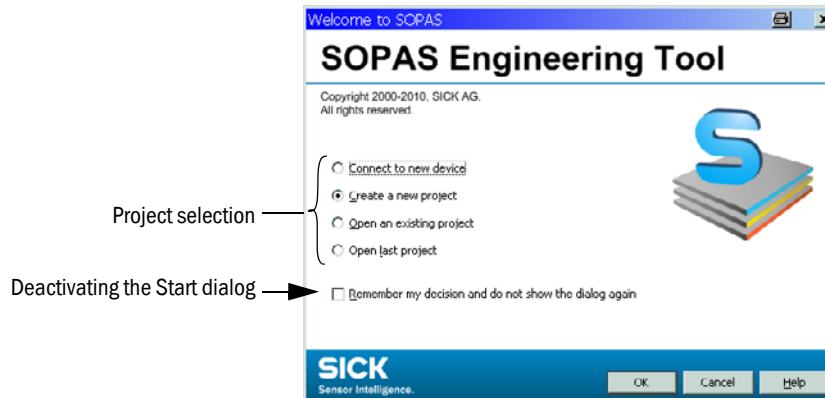 Welcome to SOPAS
SOPAS Engineering Tool
Copyright 2000-2010, SICK AG.
All rights reserved.
Connect to new device
Create a new project
Project selection
Open an existing project
Open last project
Deactivating the Start dialog
Remember my decision and do not show the dialog again
SICK
Sensor Intelligence.
OK
Cancel
Help